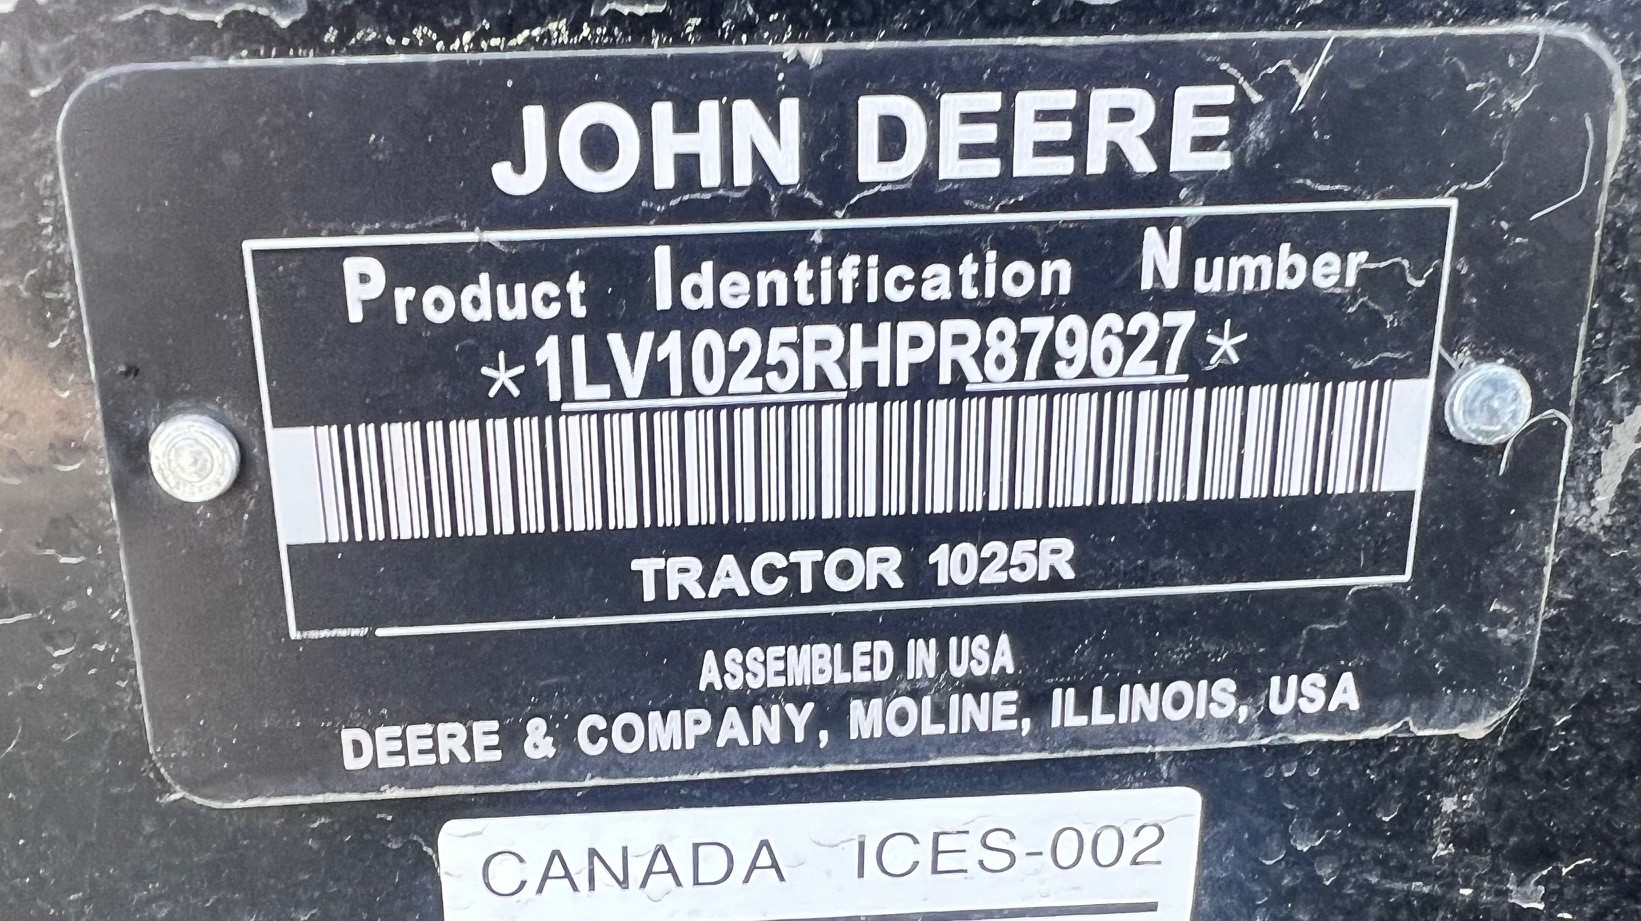 JOHN DEERE
Product Identification Number
*1LV1025RHPR879627*
TRACTOR 1025R
ASSEMBLED IN USA
DEERE & COMPANY, MOLINE, ILLINOIS, USA
CANADA ICES-002